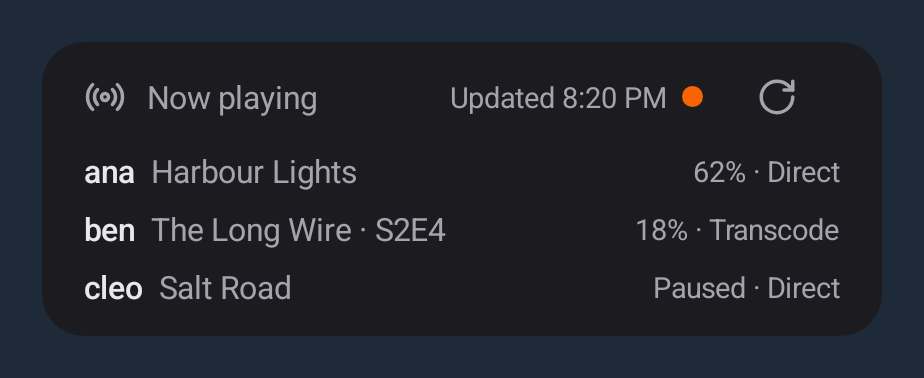 Now playing Updated 8:20 PM
ana Harbour Lights 62% · Direct
ben The Long Wire · S2E4 18% · Transcode
cleo Salt Road Paused · Direct